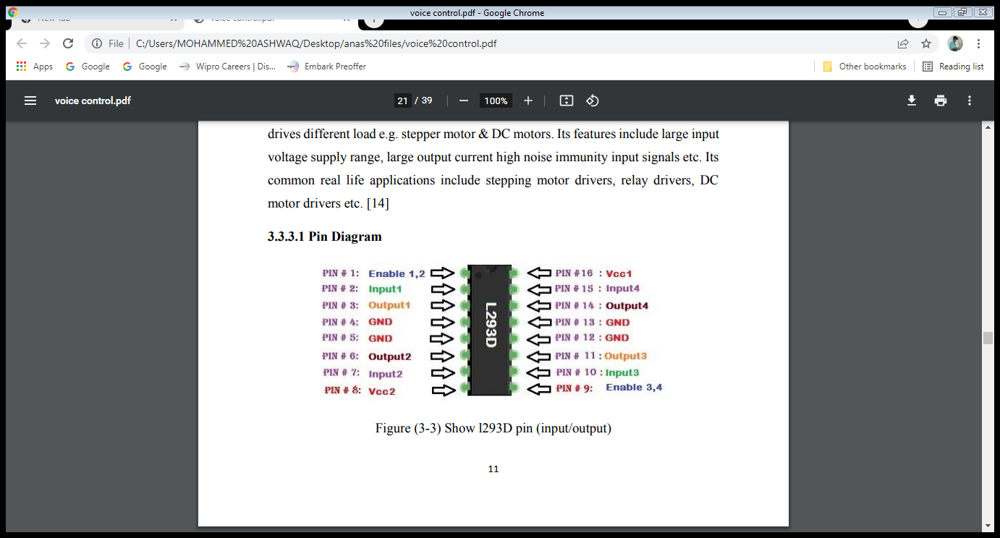 voice control.pdf - Google Chrome
New Tab
voice control.pdf
File
C:/Users/MOHAMMED%20ASHWAQ/Desktop/anas%20files/voice%20control.pdf
Apps
Google
Google
Wipro Careers | Dis...
Embark Preoffer
Other bookmarks
Reading list
voice control.pdf
21 / 39
100%
drives different load e.g. stepper motor & DC motors. Its features include large input
voltage supply range, large output current high noise immunity input signals etc. Its
common real life applications include stepping motor drivers, relay drivers, DC
motor drivers etc. [14]
3.3.3.1 Pin Diagram
PIN # 1: Enable 1,2
PIN # 2: Input1
PIN # 3: Output1
PIN # 4: GND
PIN # 5: GND
PIN # 6: Output2
PIN # 7: Input2
PIN # 8: Vcc2
L293D
PIN #16 : Vcc1
PIN # 15 : Input4
PIN # 14 : Output4
PIN # 13 : GND
PIN # 12 : GND
PIN # 11 : Output3
PIN # 10 : Input3
PIN # 9: Enable 3,4
Figure (3-3) Show l293D pin (input/output)
11